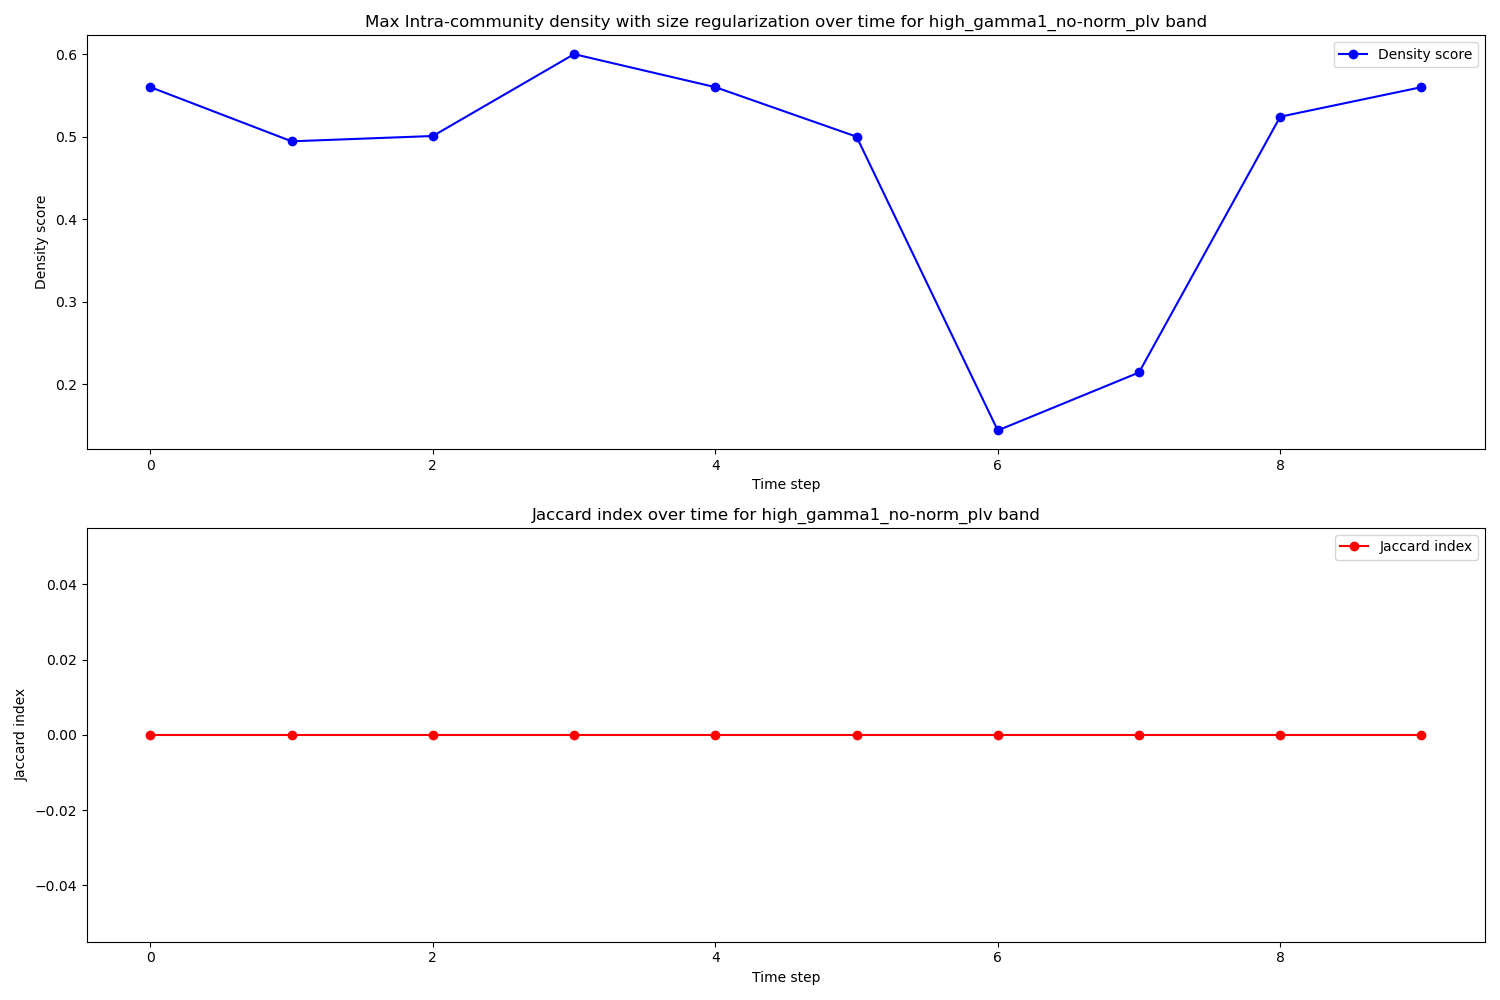 Max Intra-community density with size regularization over time for high_gamma1_no-norm_plv band
Density score
0.6
0.5
0.4
0.3
0.2
Density score
0 2 4 6 8
Time step
Jaccard index over time for high_gamma1_no-norm_plv band
Jaccard index
0.04
0.02
0.00
−0.02
−0.04
Jaccard index
0 2 4 6 8
Time step